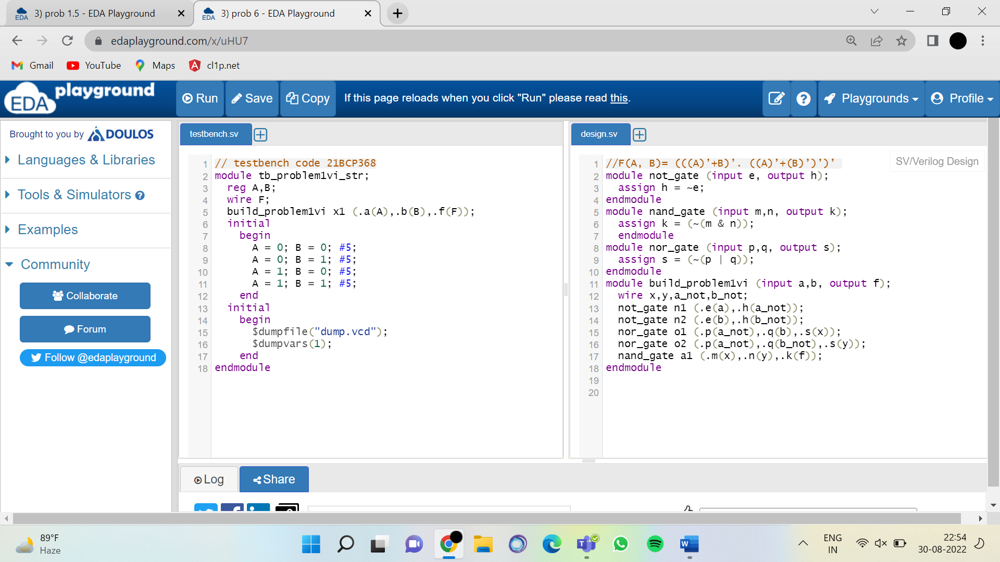 3) prob 1.5 - EDA Playground
3) prob 6 - EDA Playground
edaplayground.com/x/uHU7
Gmail YouTube Maps cl1p.net
EDA playground
Run Save Copy If this page reloads when you click "Run" please read this. Playgrounds Profile
Brought to you by DOULOS
Languages & Libraries
Tools & Simulators
Examples
Community
Collaborate
Forum
Follow @edaplayground
testbench.sv
1 // testbench code 21BCP368
2 module tb_problem1vi_str;
3 reg A,B;
4 wire F;
5 build_problem1vi x1 (.a(A),.b(B),.f(F));
6 initial
7 begin
8 A = 0; B = 0; #5;
9 A = 0; B = 1; #5;
10 A = 1; B = 0; #5;
11 A = 1; B = 1; #5;
12 end
13 initial
14 begin
15 $dumpfile("dump.vcd");
16 $dumpvars(1);
17 end
18 endmodule
design.sv
SV/Verilog Design
1 //F(A, B)= (((A)’+B)’. ((A)’+(B)’)’)’
2 module not_gate (input e, output h);
3 assign h = ~e;
4 endmodule
5 module nand_gate (input m,n, output k);
6 assign k = (~(m & n));
7 endmodule
8 module nor_gate (input p,q, output s);
9 assign s = (~(p | q));
10 endmodule
11 module build_problem1vi (input a,b, output f);
12 wire x,y,a_not,b_not;
13 not_gate n1 (.e(a),.h(a_not));
14 not_gate n2 (.e(b),.h(b_not));
15 nor_gate o1 (.p(a_not),.q(b),.s(x));
16 nor_gate o2 (.p(a_not),.q(b_not),.s(y));
17 nand_gate a1 (.m(x),.n(y),.k(f));
18 endmodule
19
20
Log Share
89°F
Haze
ENG
IN
22:54
30-08-2022